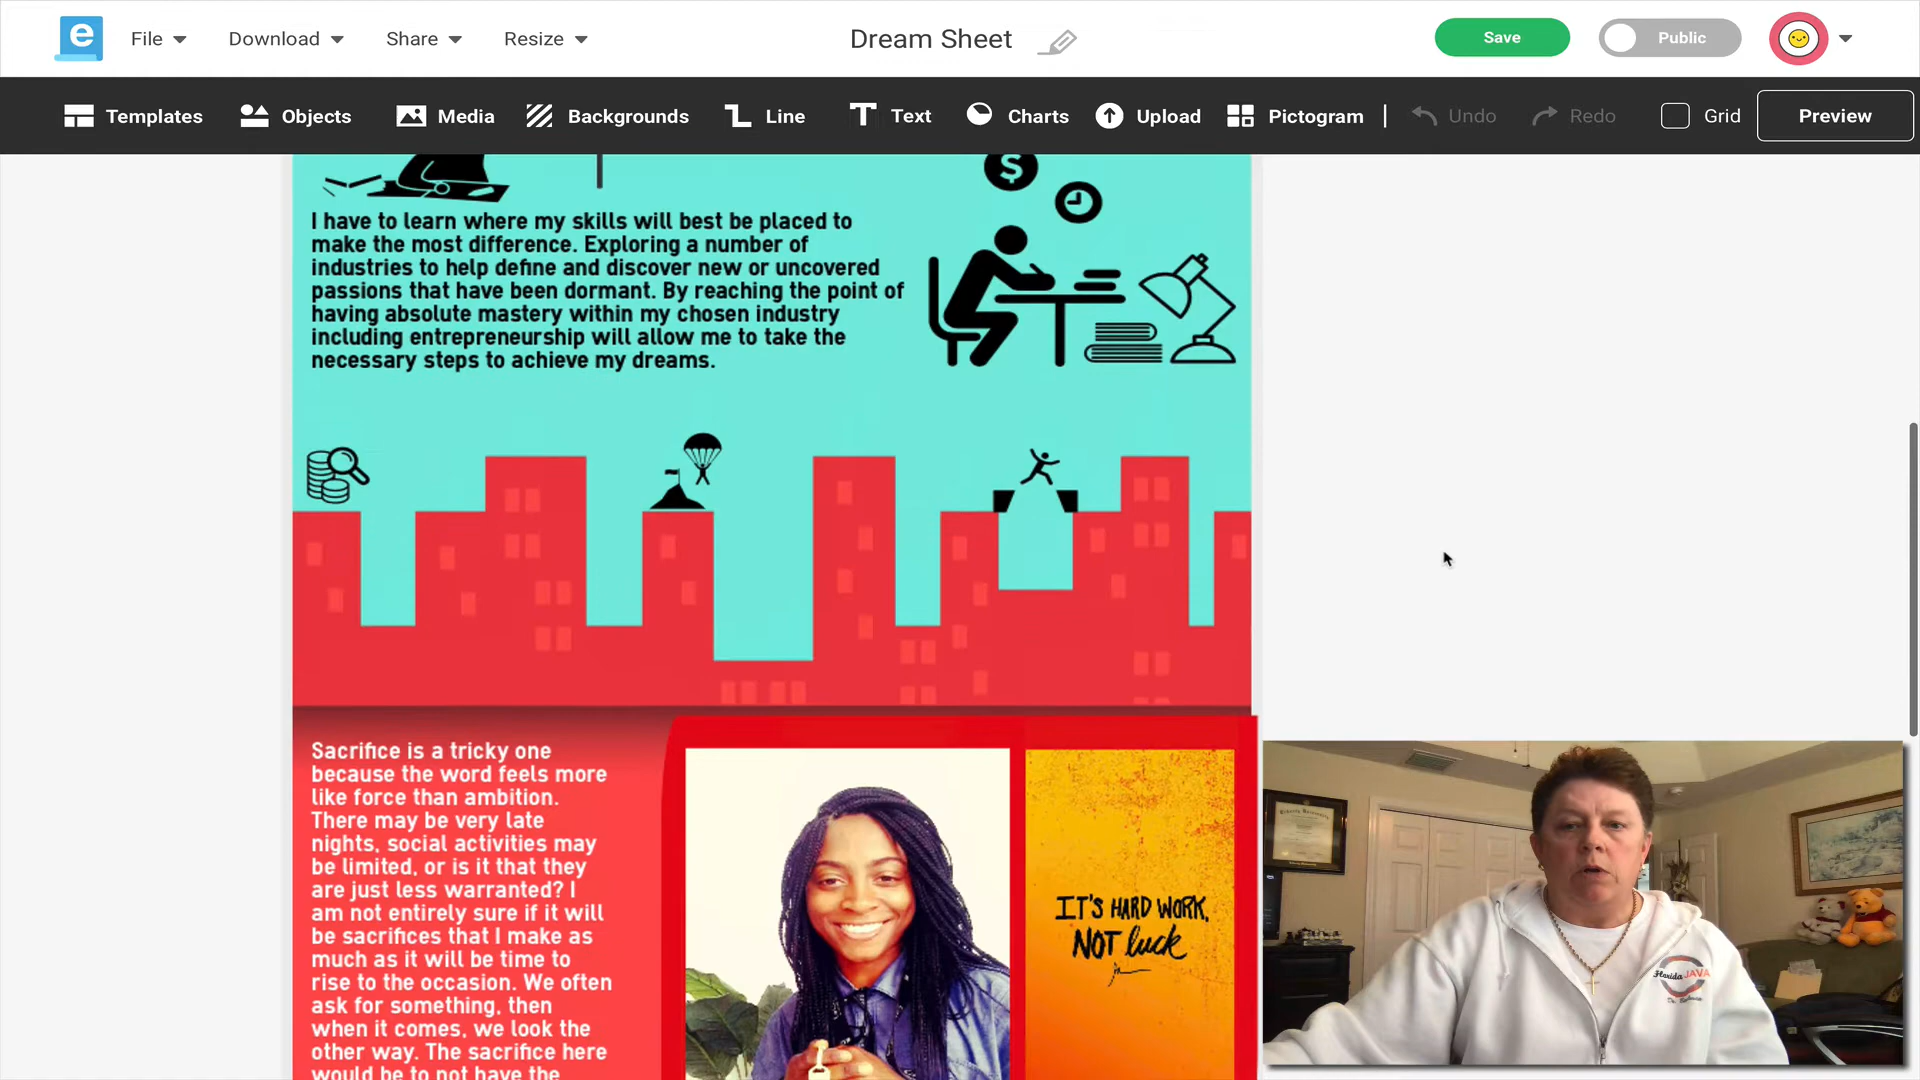 e File Download Share Resize Dream Sheet Save Public
Templates Objects Media Backgrounds Line Text Charts Upload Pictogram | Undo Redo Grid Preview
$
I have to learn where my skills will best be placed to
make the most difference. Exploring a number of
industries to help define and discover new or uncovered
passions that have been dormant. By reaching the point of
having absolute mastery within my chosen industry
including entrepreneurship will allow me to take the
necessary steps to achieve my dreams.
Sacrifice is a tricky one
because the word feels more
like force than ambition.
There may be very late
nights, social activities may
be limited, or is it that they
are just less warranted? I
am not entirely sure if it will
be sacrifices that I make as
much as it will be time to
rise to the occasion. We often
ask for something, then
when it comes, we look the
other way. The sacrifice here
would be to not have the
IT'S HARD WORK,
NOT luck
Florida JAVA